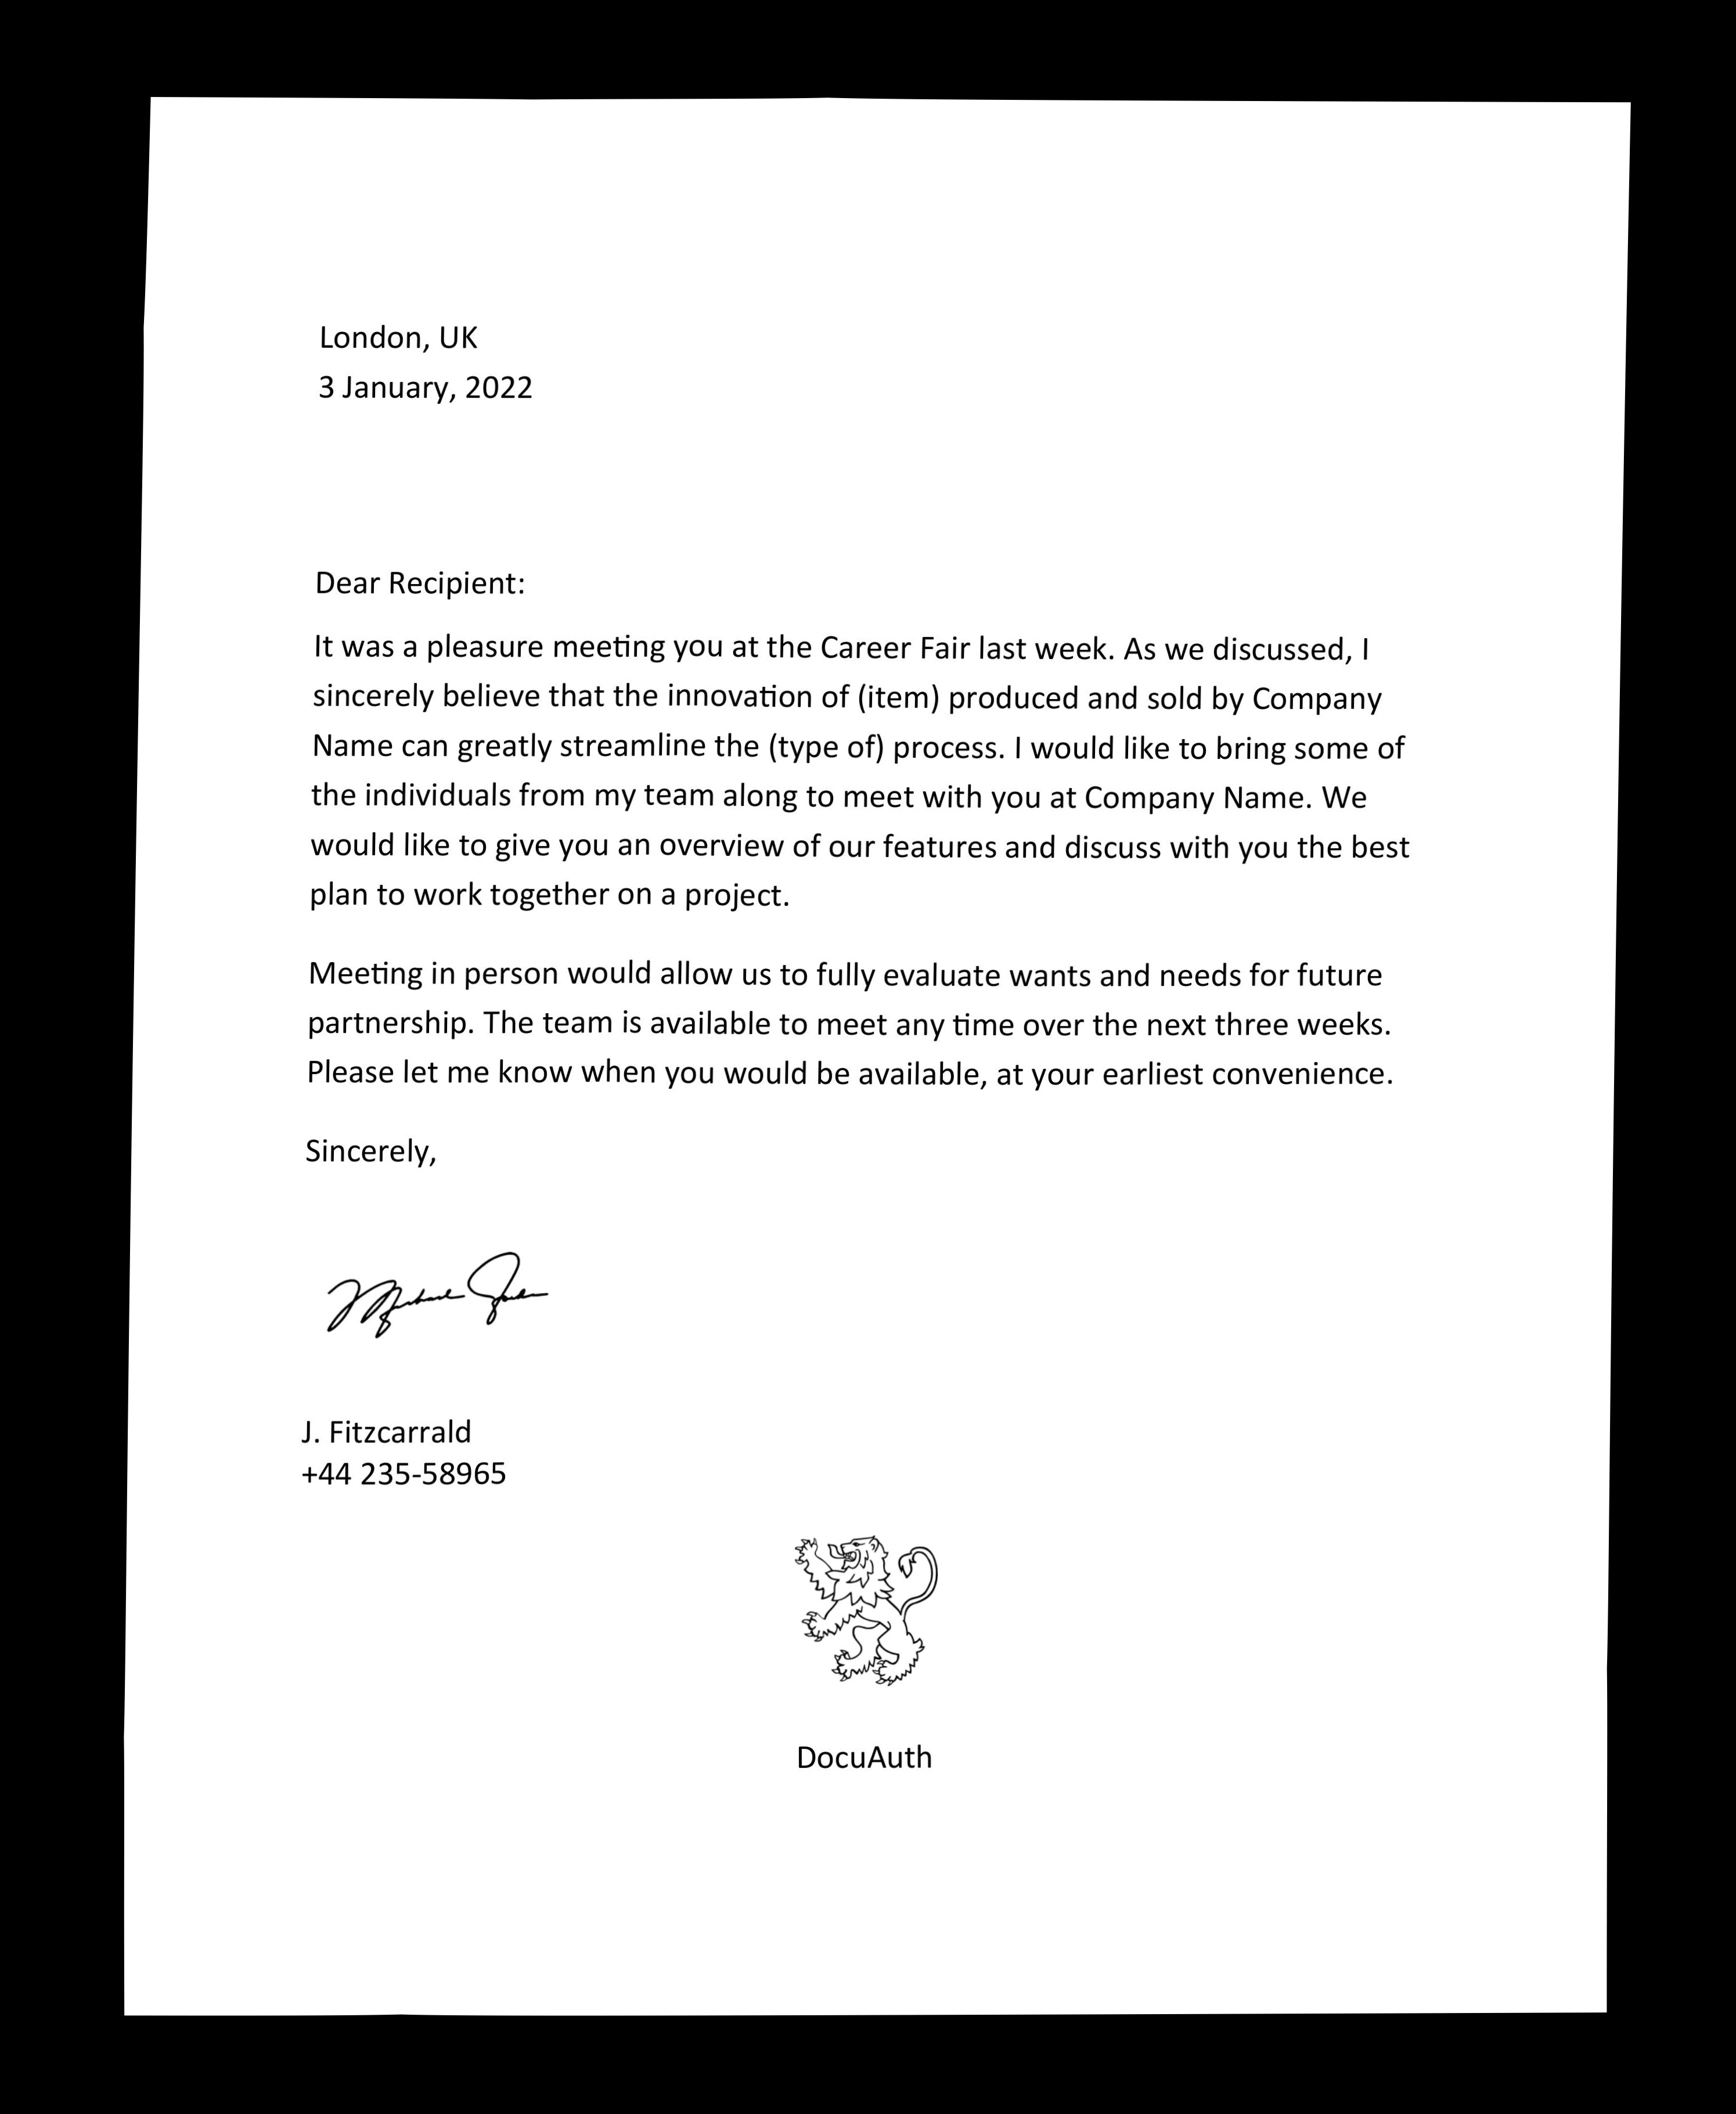 London, UK
3 January, 2022
Dear Recipient:
It was a pleasure meeting you at the Career Fair last week. As we discussed, I
sincerely believe that the innovation of (item) produced and sold by Company
Name can greatly streamline the (type of) process. I would like to bring some of
the individuals from my team along to meet with you at Company Name. We
would like to give you an overview of our features and discuss with you the best
plan to work together on a project.
Meeting in person would allow us to fully evaluate wants and needs for future
partnership. The team is available to meet any time over the next three weeks.
Please let me know when you would be available, at your earliest convenience.
Sincerely,
J. Fitzcarrald
+44 235-58965
DocuAuth